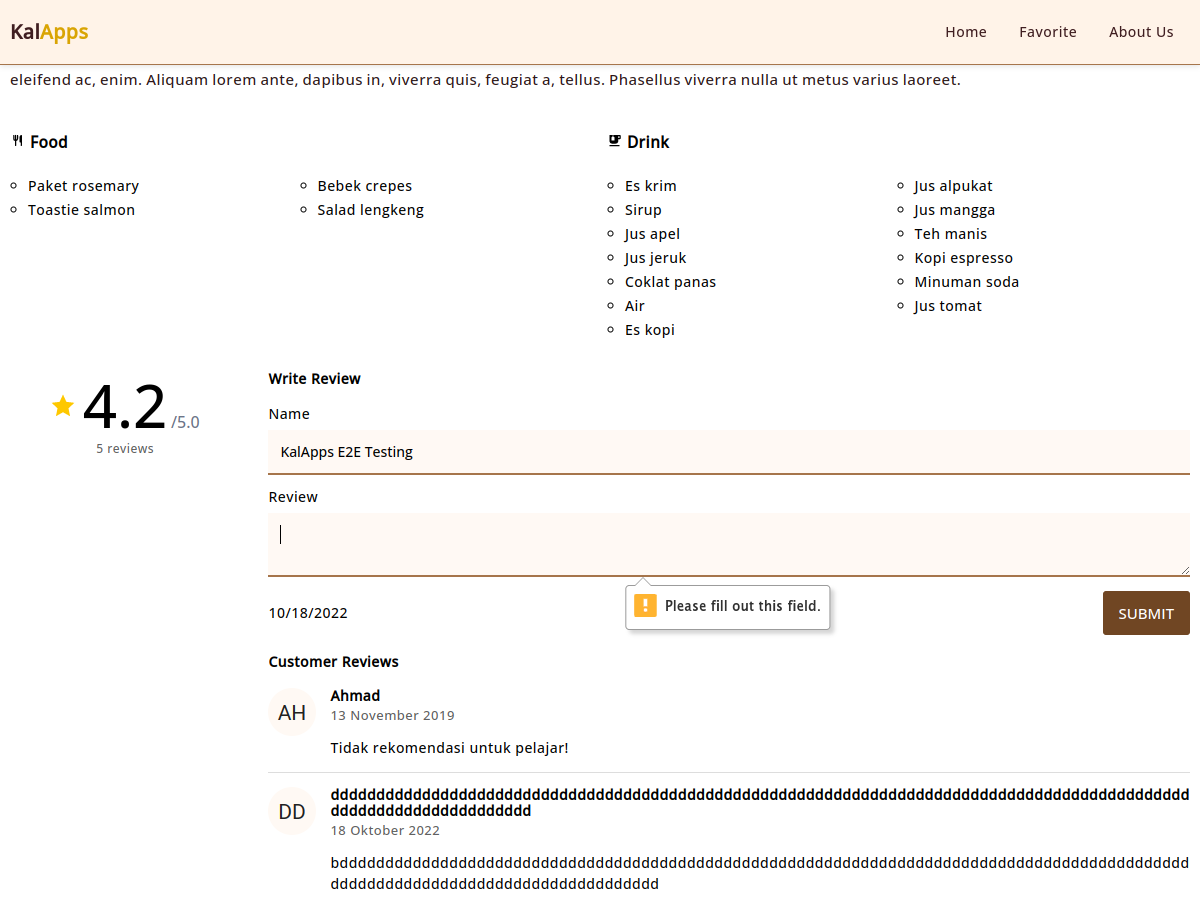 KalApps
Home Favorite About Us
eleifend ac, enim. Aliquam lorem ante, dapibus in, viverra quis, feugiat a, tellus. Phasellus viverra nulla ut metus varius laoreet.
Food
Paket rosemary
Toastie salmon
Bebek crepes
Salad lengkeng
Drink
Es krim
Sirup
Jus apel
Jus jeruk
Coklat panas
Air
Es kopi
Jus alpukat
Jus mangga
Teh manis
Kopi espresso
Minuman soda
Jus tomat
4.2 /5.0
5 reviews
Write Review
Name
KalApps E2E Testing
Review
Please fill out this field.
10/18/2022
SUBMIT
Customer Reviews
AH
Ahmad
13 November 2019
Tidak rekomendasi untuk pelajar!
DD
18 Oktober 2022